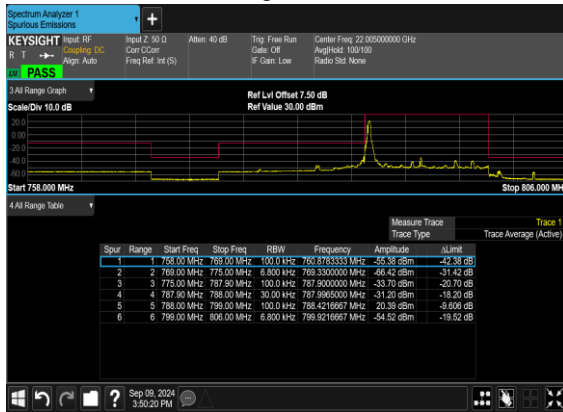 Spectrum Analyzer 1
Spurious Emissions
+
KEYSIGHT Input: RF Input Z: 50 Ω Atten: 40 dB Trig: Free Run Center Freq: 22.005000000 GHz
R T Coupling: DC Corr CCorr Gate: Off Avg|Hold: 100/100
Align: Auto Freq Ref: Int (S) IF Gain: Low Radio Std: None
PASS
3 All Range Graph
Ref Lvl Offset 7.50 dB
Scale/Div 10.0 dB Ref Value 30.00 dBm
20.0
0.00
-20.0
-40.0
-60.0
Start 758.000 MHz Stop 806.000 MH
4 All Range Table
Measure Trace Trace 1
Trace Type Trace Average (Active)
Spur Range Start Freq Stop Freq RBW Frequency Amplitude ΔLimit
1 1 758.00 MHz 769.00 MHz 100.0 kHz 760.8783333 MHz -55.38 dBm -42.38 dB
2 2 769.00 MHz 775.00 MHz 6.800 kHz 769.3300000 MHz -66.42 dBm -31.42 dB
3 3 775.00 MHz 787.90 MHz 100.0 kHz 787.9000000 MHz -33.70 dBm -20.70 dB
4 4 787.90 MHz 788.00 MHz 30.00 kHz 787.9965000 MHz -31.20 dBm -18.20 dB
5 5 788.00 MHz 799.00 MHz 100.0 kHz 788.4216667 MHz 20.39 dBm -9.606 dB
6 6 799.00 MHz 806.00 MHz 6.800 kHz 799.9216667 MHz -54.52 dBm -19.52 dB
? Sep 09, 2024
3:50:20 PM